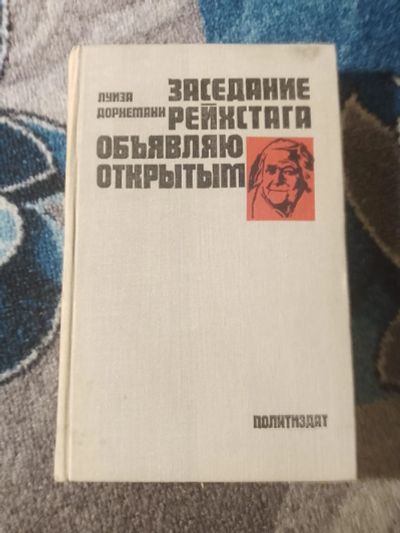 ЛУИЗА
ДОРНЕМАНН
ЗАСЕДАНИЕ
РЕЙХСТАГА
ОБЪЯВЛЯЮ
ОТКРЫТЫМ
ПОЛИТИЗДАТ